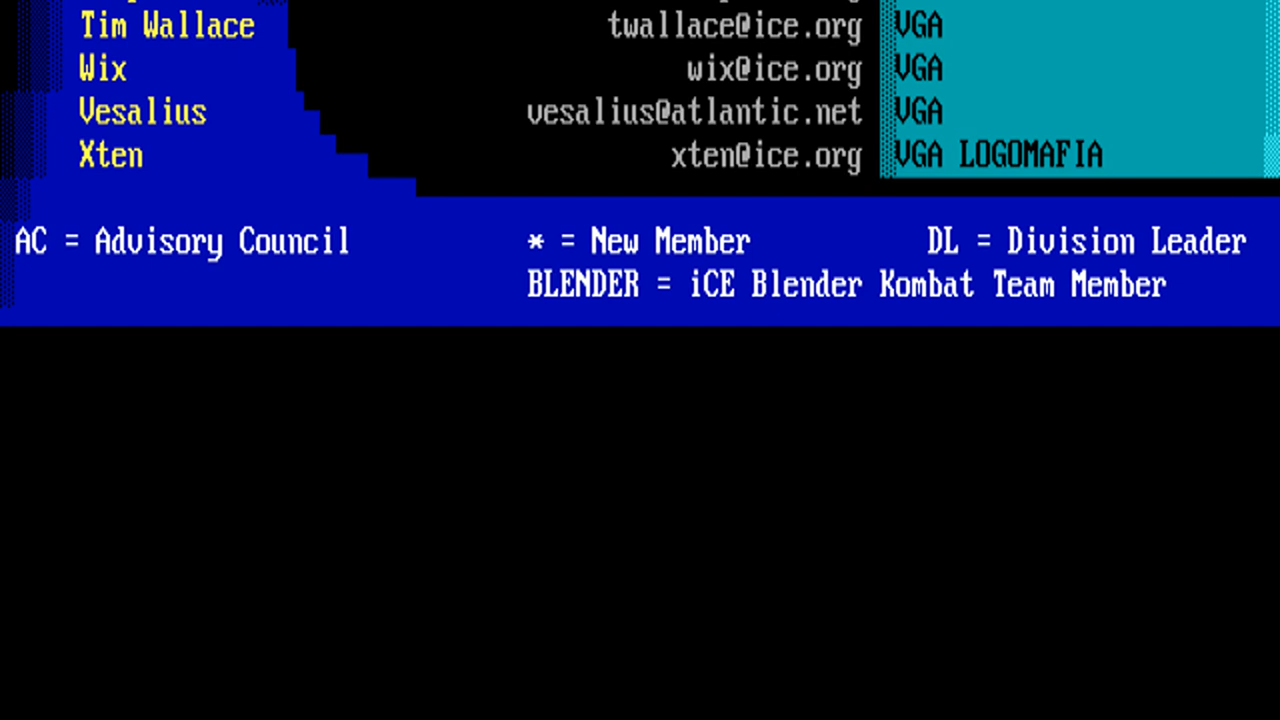 Tim Wallace twallace@ice.org VGA
Wix wix@ice.org VGA
Vesalius vesalius@atlantic.net VGA
Xten xten@ice.org VGA LOGOMAFIA
AC = Advisory Council * = New Member DL = Division Leader
BLENDER = iCE Blender Kombat Team Member